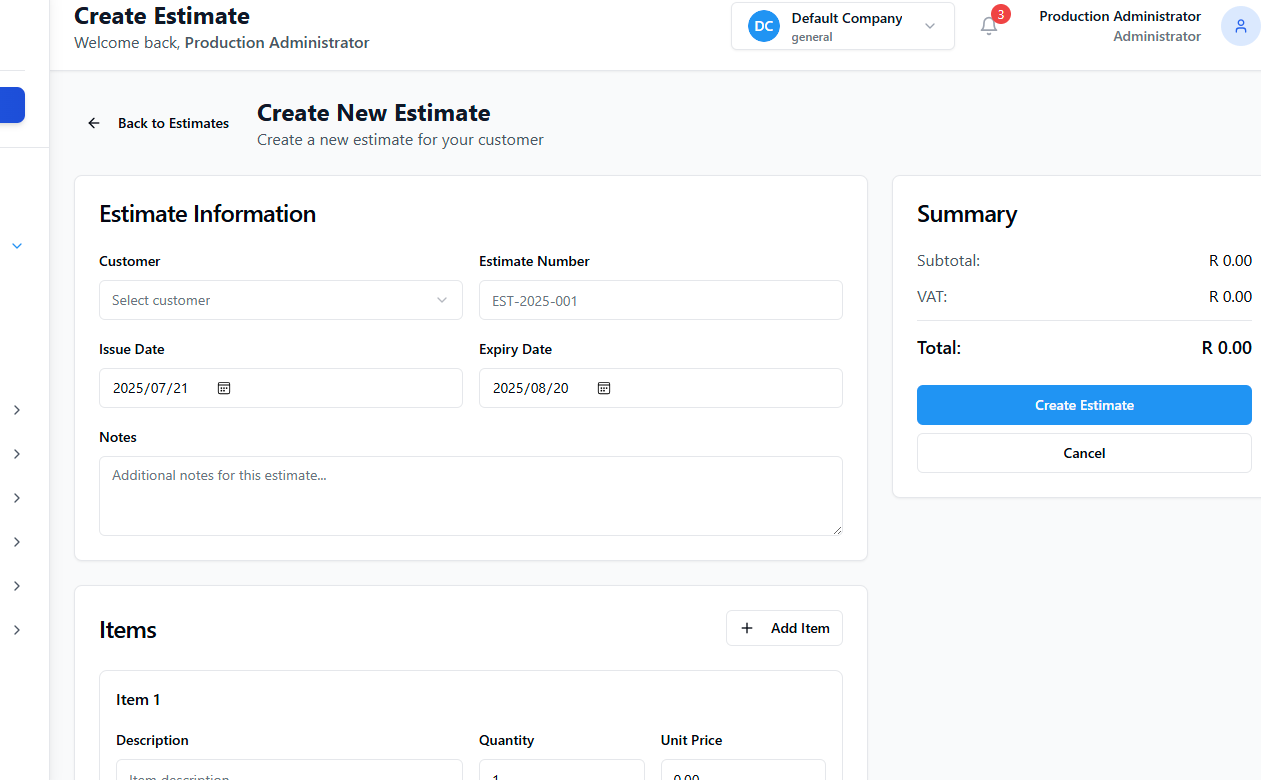 Create Estimate
Welcome back, Production Administrator
DC
Default Company
general
3
Production Administrator
Administrator
Back to Estimates
Create New Estimate
Create a new estimate for your customer
Estimate Information
Customer
Estimate Number
Select customer
EST-2025-001
Issue Date
Expiry Date
2025/07/21
2025/08/20
Notes
Additional notes for this estimate...
Summary
Subtotal: R 0.00
VAT: R 0.00
Total: R 0.00
Create Estimate
Cancel
Items
Add Item
Item 1
Description
Quantity
Unit Price
Item description
1
0.00